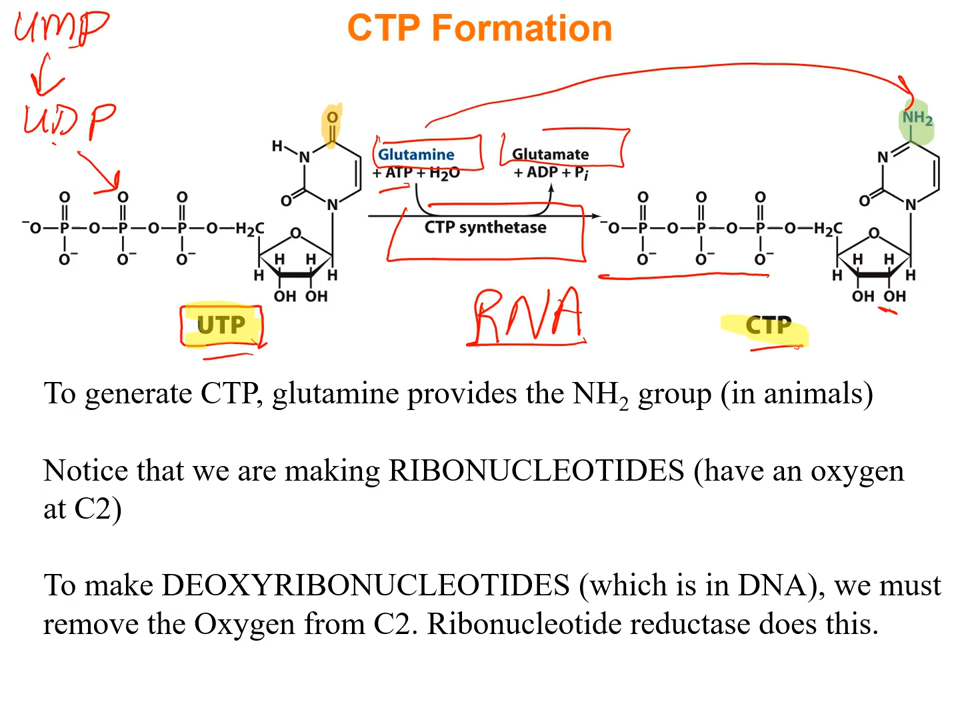 UMP
CTP Formation
UDP
O
H N
O N
Glutamine
+ ATP + H₂O
Glutamate
+ ADP + Pi
CTP synthetase
NH₂
N
O N
O O O
⁻O—P—O—P—O—P—O—H₂C O
O⁻ O⁻ O⁻
H H H H
OH OH
O O O
⁻O—P—O—P—O—P—O—H₂C O
O⁻ O⁻ O⁻
H H H H
OH OH
UTP
RNA
CTP
To generate CTP, glutamine provides the NH₂ group (in animals)
Notice that we are making RIBONUCLEOTIDES (have an oxygen
at C2)
To make DEOXYRIBONUCLEOTIDES (which is in DNA), we must
remove the Oxygen from C2. Ribonucleotide reductase does this.